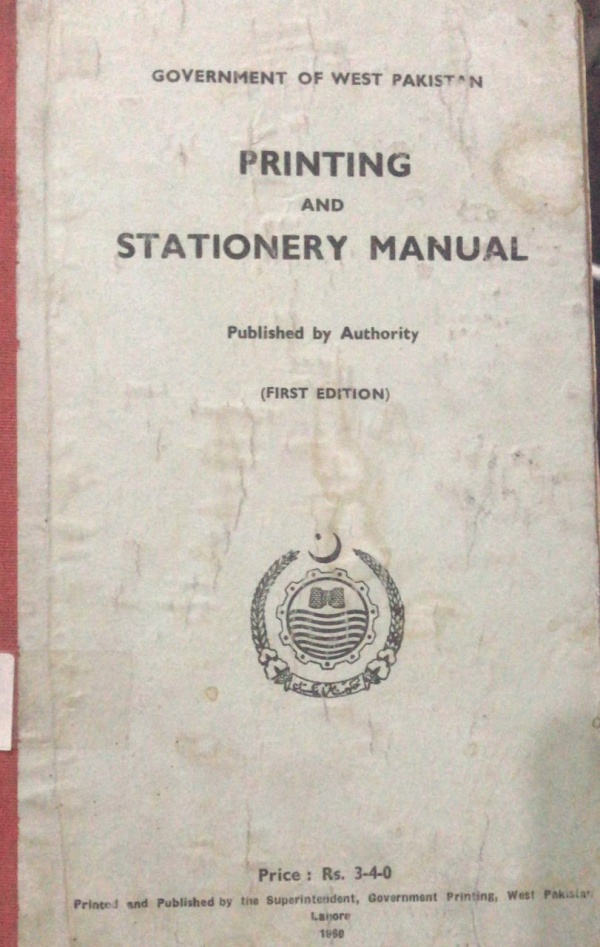 GOVERNMENT OF WEST PAKISTAN
PRINTING
AND
STATIONERY MANUAL
Published by Authority
(FIRST EDITION)
Price : Rs. 3-4-0
Printed and Published by the Superintendent, Government Printing, West Pakistan
Lahore
1960